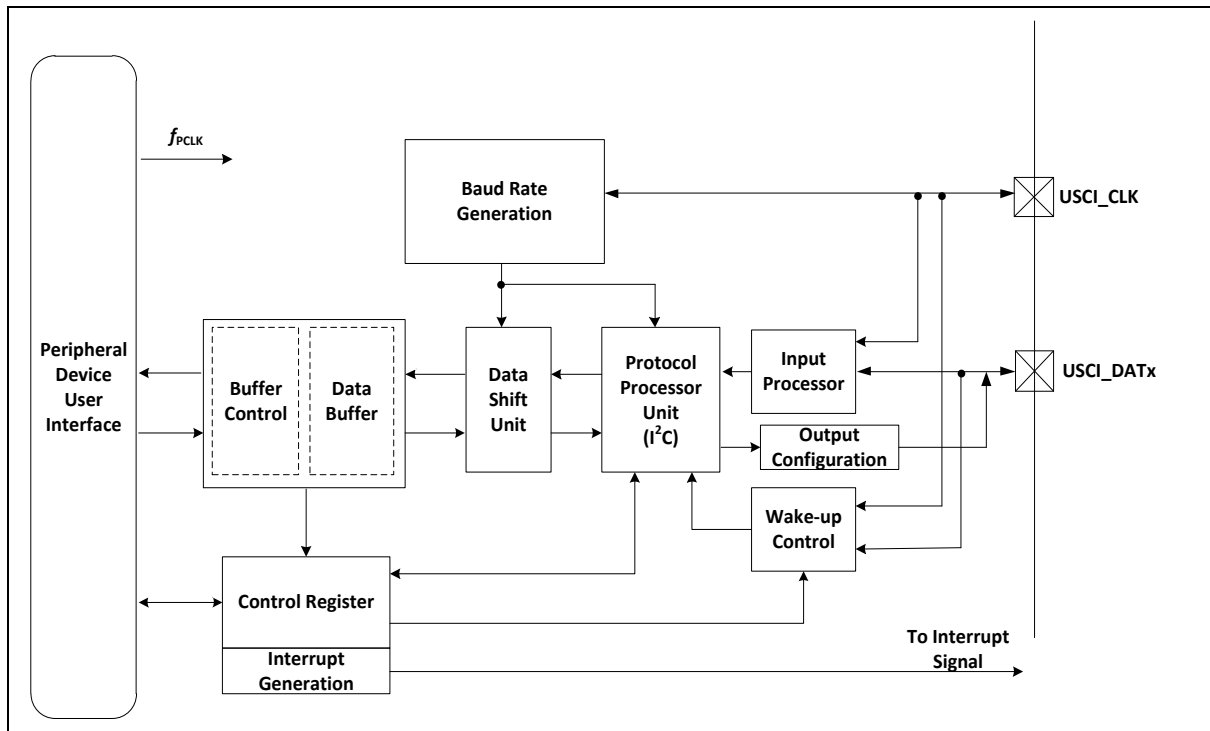 fPCLK
Baud Rate
Generation
USCI_CLK
Peripheral
Device
User
Interface
Buffer
Control
Data
Buffer
Data
Shift
Unit
Protocol
Processor
Unit
(I²C)
Input
Processor
USCI_DATx
Output
Configuration
Wake-up
Control
Control Register
Interrupt
Generation
To Interrupt
Signal